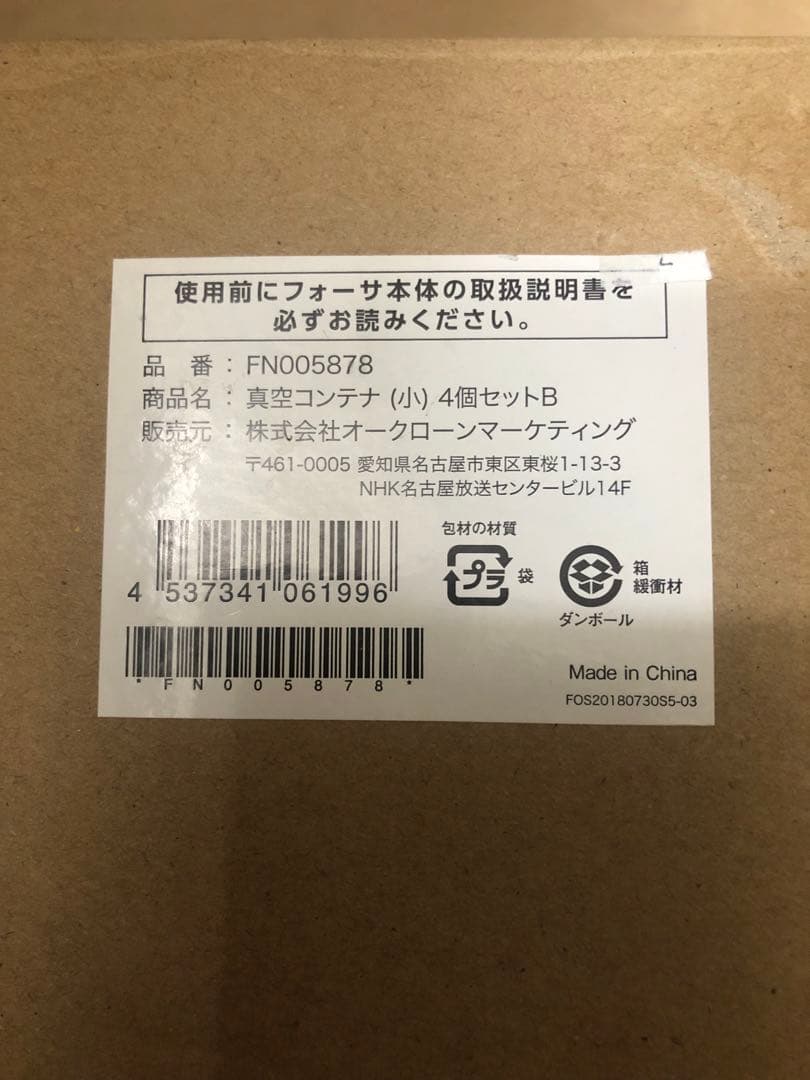 使用前にフォーサ本体の取扱説明書を
必ずお読みください。
品 番 : FN005878
商品名 : 真空コンテナ (小) 4個セットB
販売元 : 株式会社オークローンマーケティング
〒461-0005 愛知県名古屋市東区東桜1-13-3
NHK名古屋放送センタービル14F
4 537341 061996
*FN005878*
包材の材質
プラ 袋
箱
緩衝材
ダンボール
Made in China
FOS20180730S5-03